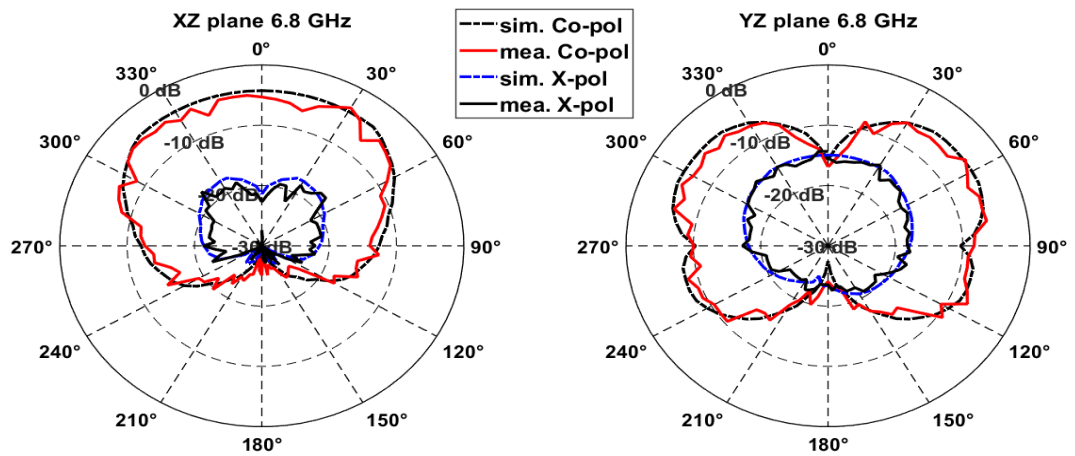 XZ plane 6.8 GHz
0°
30°
60°
90°
120°
150°
180°
210°
240°
270°
300°
330°
0 dB
-10 dB
-20 dB
-30 dB
sim. Co-pol
mea. Co-pol
sim. X-pol
mea. X-pol
YZ plane 6.8 GHz
0°
30°
60°
90°
120°
150°
180°
210°
240°
270°
300°
330°
0 dB
-10 dB
-20 dB
-30 dB